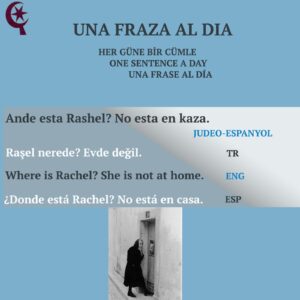 UNA FRAZA AL DIA
HER GÜNE BİR CÜMLE
ONE SENTENCE A DAY
UNA FRASE AL DÍA
Ande esta Rashel? No esta en kaza.
JUDEO-ESPANYOL
Raşel nerede? Evde değil.
TR
Where is Rachel? She is not at home.
ENG
¿Donde está Rachel? No está en casa.
ESP